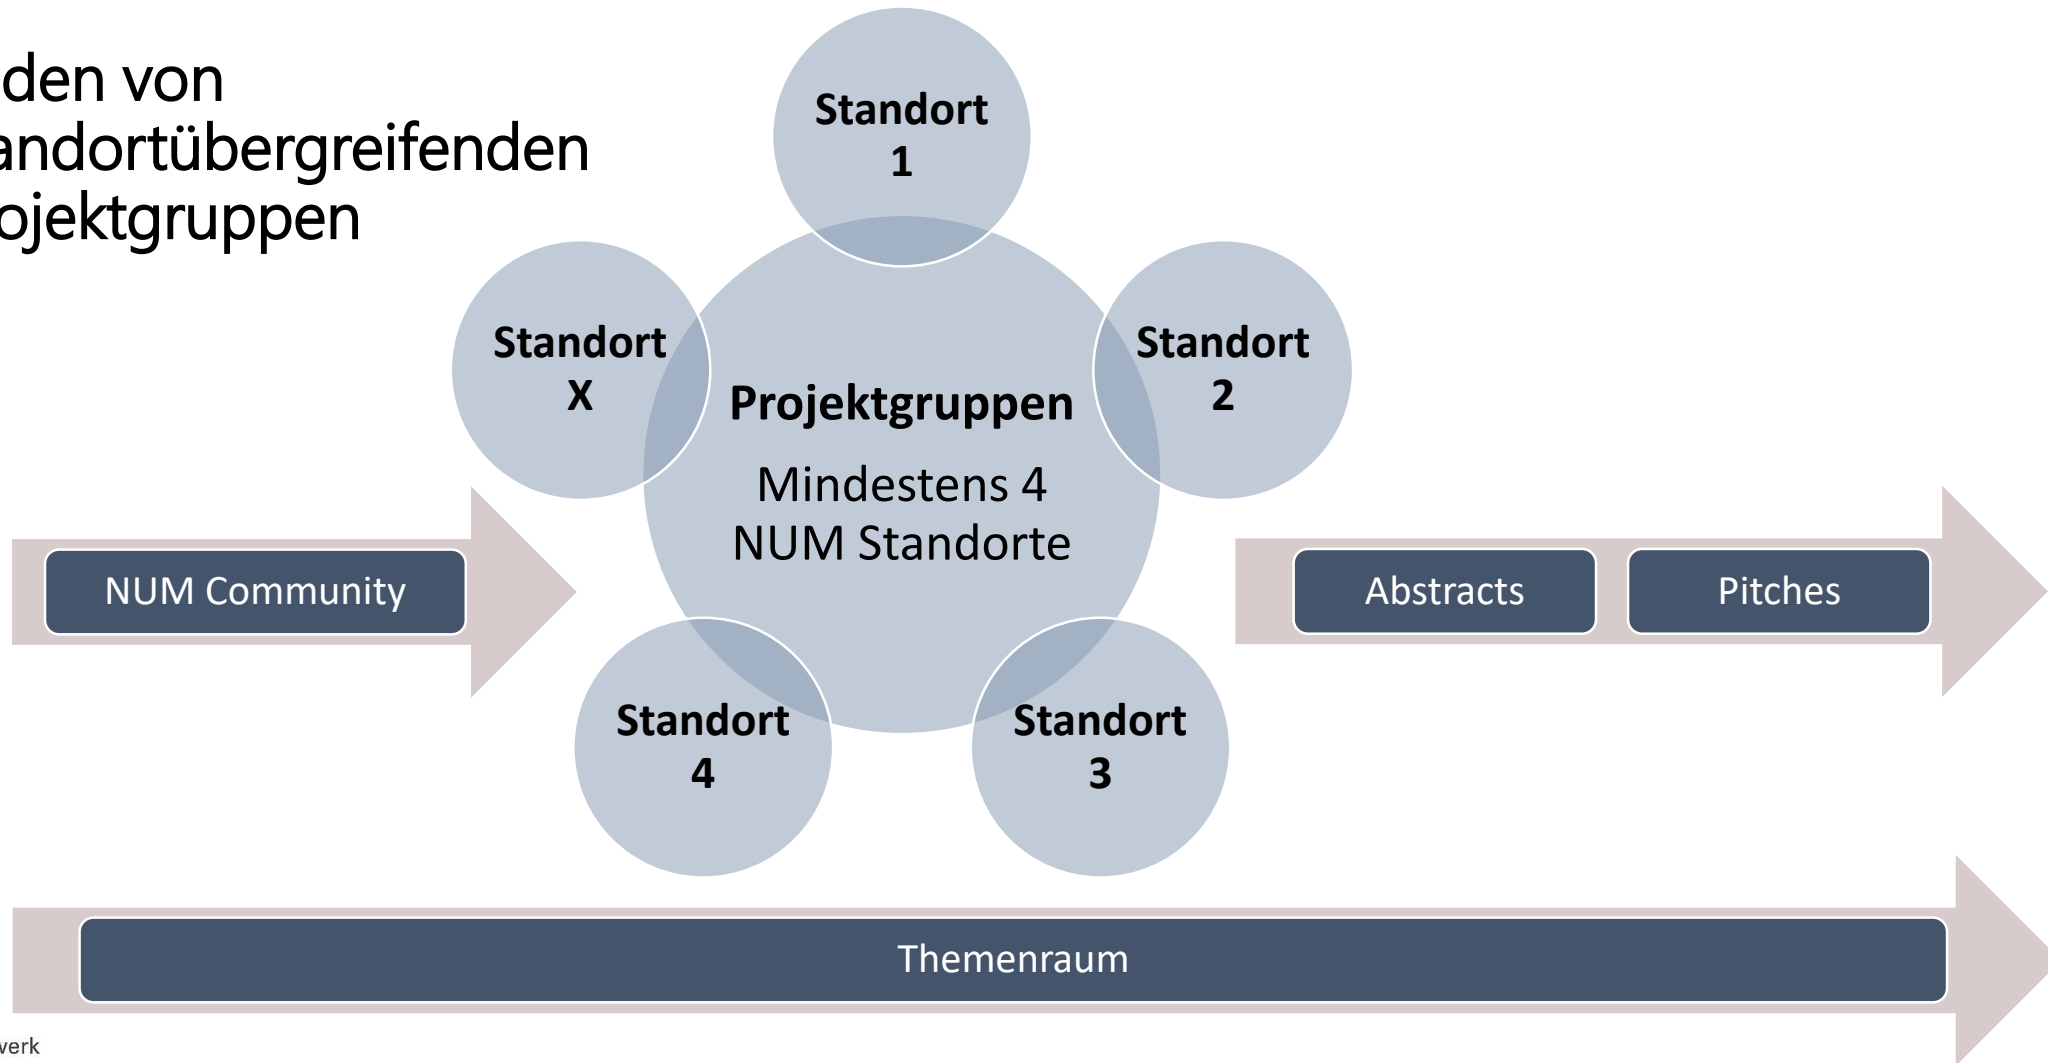 den von
andortübergreifenden
ojektgruppen
Standort
1
Standort
X
Standort
2
Projektgruppen
Mindestens 4
NUM Standorte
NUM Community
Abstracts
Pitches
Standort
4
Standort
3
Themenraum
werk